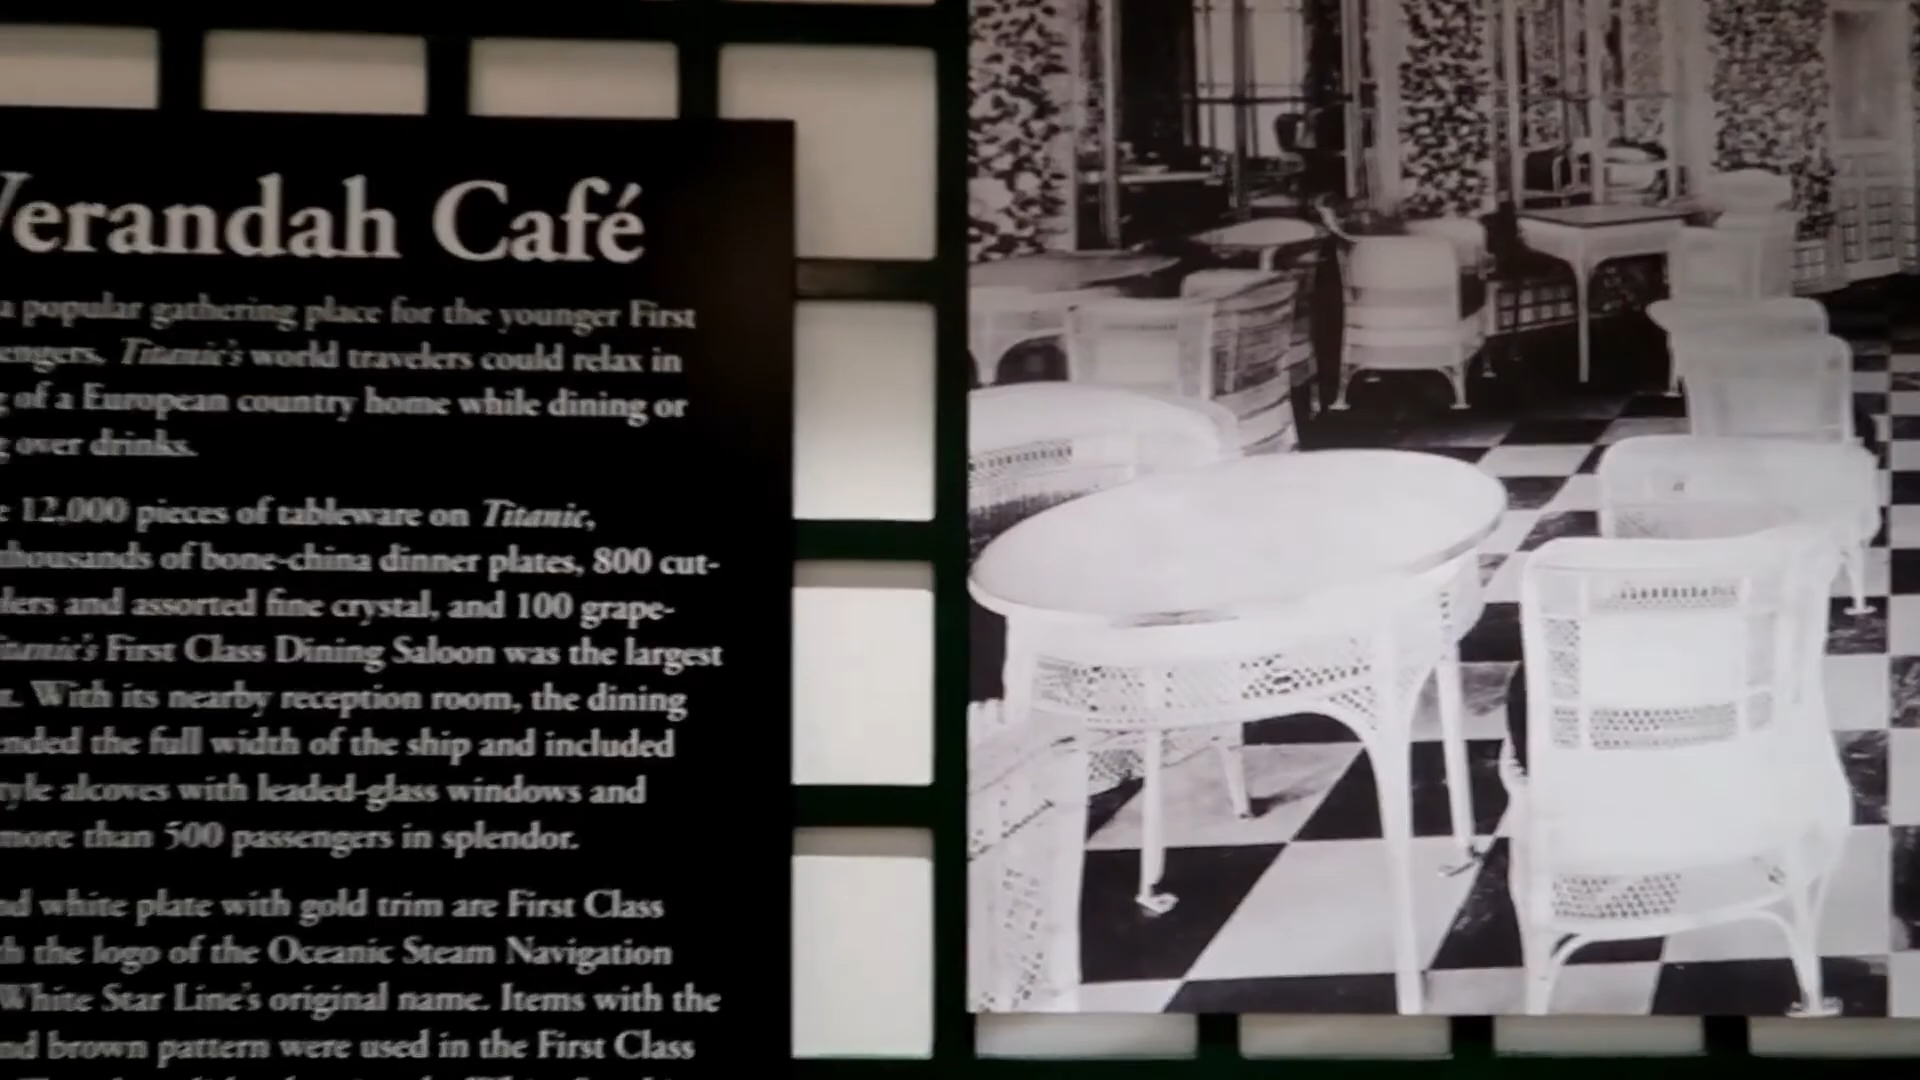 Verandah Café
a popular gathering place for the younger First
engers. Titanic's world travelers could relax in
g of a European country home while dining or
g over drinks.
e 12,000 pieces of tableware on Titanic,
thousands of bone-china dinner plates, 800 cut-
lers and assorted fine crystal, and 100 grape-
itanic's First Class Dining Saloon was the largest
t. With its nearby reception room, the dining
ended the full width of the ship and included
tyle alcoves with leaded-glass windows and
more than 500 passengers in splendor.
nd white plate with gold trim are First Class
h the logo of the Oceanic Steam Navigation
White Star Line's original name. Items with the
nd brown pattern were used in the First Class